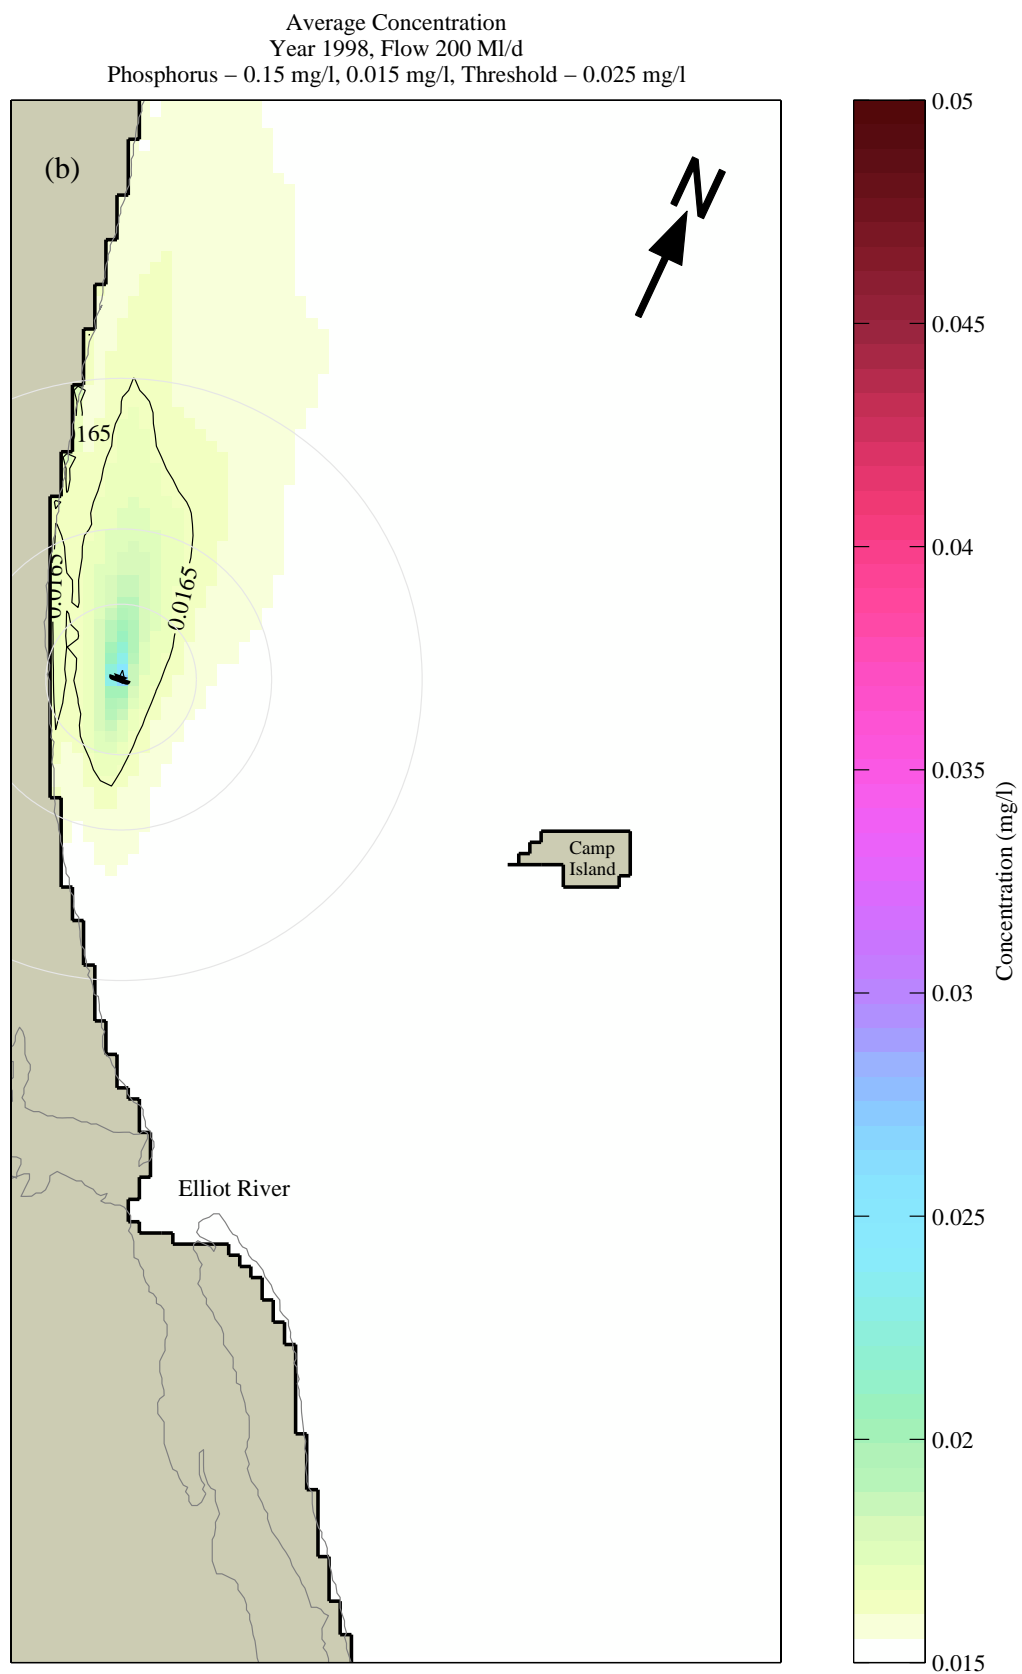 Average Concentration
Year 1998, Flow 200 Ml/d
Phosphorus – 0.15 mg/l, 0.015 mg/l, Threshold – 0.025 mg/l
(b)
N
165
0.0165
0.0165
Camp
Island
Elliot River
0.05
0.045
0.04
0.035
0.03
0.025
0.02
0.015
Concentration (mg/l)